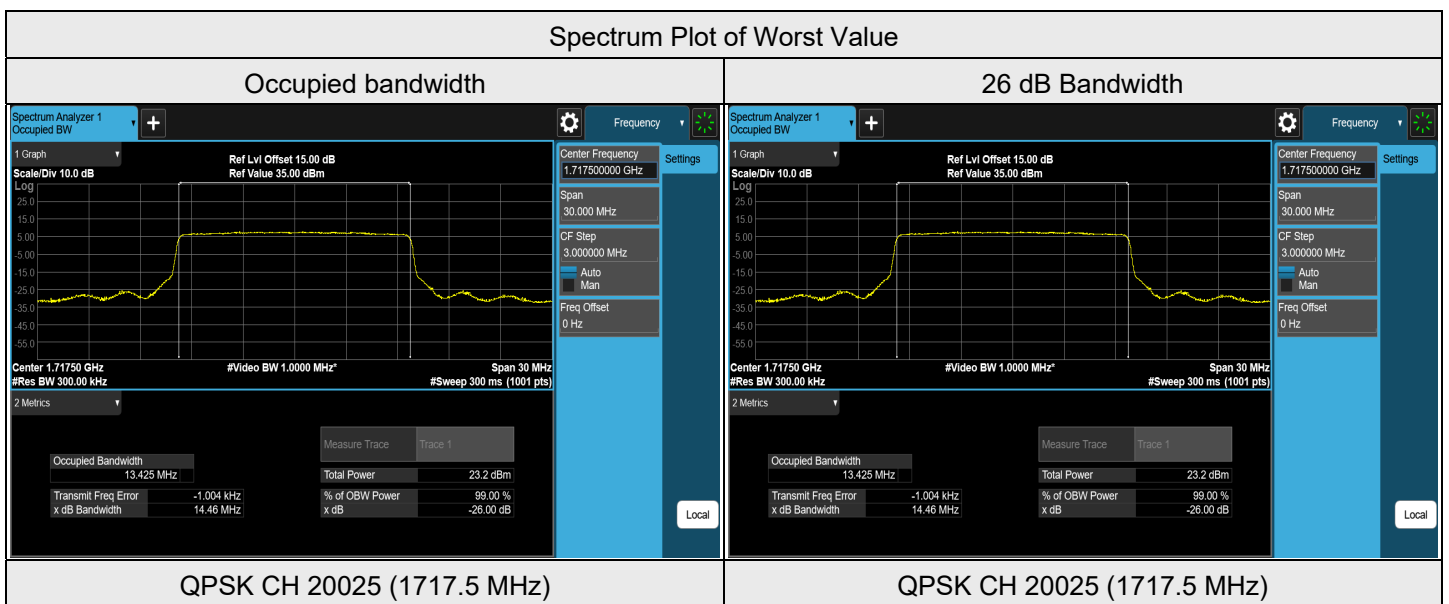 Spectrum Plot of Worst Value
Occupied bandwidth
26 dB Bandwidth
Spectrum Analyzer 1
Occupied BW
+
Frequency
1 Graph
Scale/Div 10.0 dB
Ref Lvl Offset 15.00 dB
Ref Value 35.00 dBm
Log
25.0
15.0
5.00
-5.00
-15.0
-25.0
-35.0
-45.0
-55.0
Center 1.71750 GHz
#Video BW 1.0000 MHz*
Span 30 MHz
#Res BW 300.00 kHz
#Sweep 300 ms (1001 pts)
Center Frequency
1.717500000 GHz
Settings
Span
30.000 MHz
CF Step
3.000000 MHz
Auto
Man
Freq Offset
0 Hz
Local
2 Metrics
Measure Trace Trace 1
Occupied Bandwidth
13.425 MHz
Total Power 23.2 dBm
Transmit Freq Error -1.004 kHz
% of OBW Power 99.00 %
x dB Bandwidth 14.46 MHz
x dB -26.00 dB
Spectrum Analyzer 1
Occupied BW
+
Frequency
1 Graph
Scale/Div 10.0 dB
Ref Lvl Offset 15.00 dB
Ref Value 35.00 dBm
Log
25.0
15.0
5.00
-5.00
-15.0
-25.0
-35.0
-45.0
-55.0
Center 1.71750 GHz
#Video BW 1.0000 MHz*
Span 30 MHz
#Res BW 300.00 kHz
#Sweep 300 ms (1001 pts)
Center Frequency
1.717500000 GHz
Settings
Span
30.000 MHz
CF Step
3.000000 MHz
Auto
Man
Freq Offset
0 Hz
Local
2 Metrics
Measure Trace Trace 1
Occupied Bandwidth
13.425 MHz
Total Power 23.2 dBm
Transmit Freq Error -1.004 kHz
% of OBW Power 99.00 %
x dB Bandwidth 14.46 MHz
x dB -26.00 dB
QPSK CH 20025 (1717.5 MHz)
QPSK CH 20025 (1717.5 MHz)